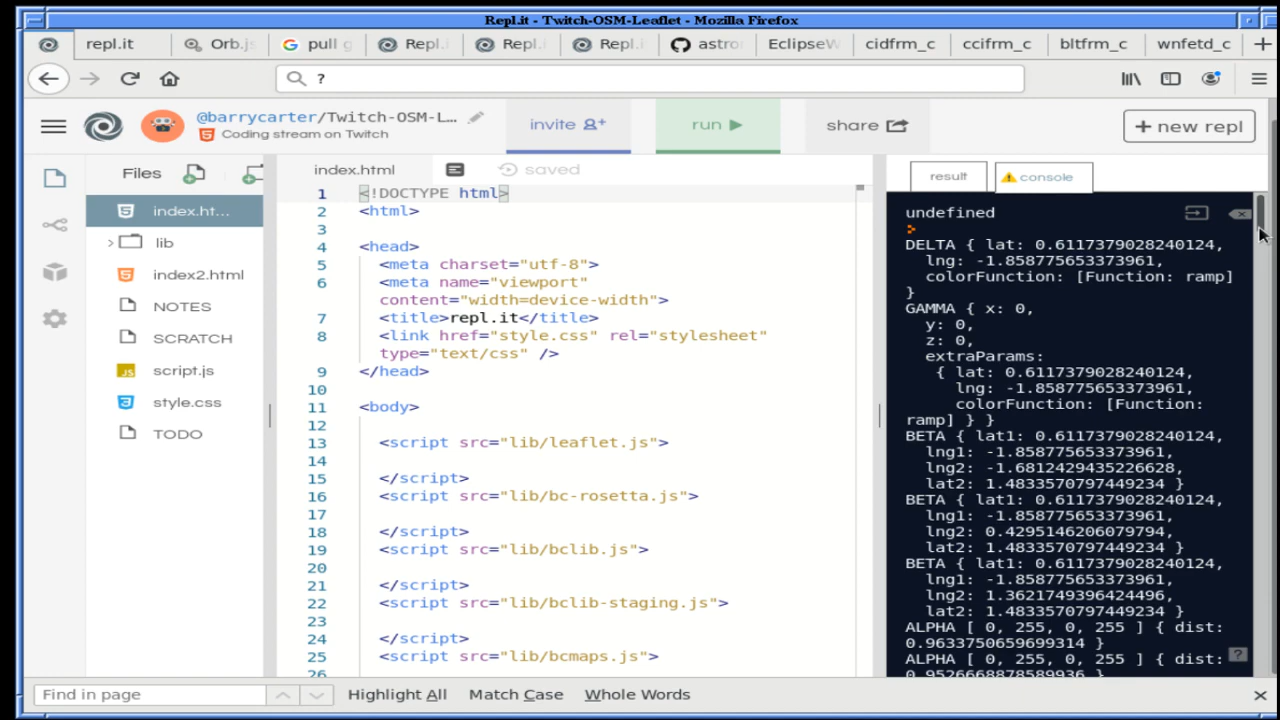 Repl.it - Twitch-OSM-Leaflet - Mozilla Firefox
repl.it
Orb.js
pull g
Repl.
Repl.
Repl.
astro
EclipseW
cidfrm_c
ccifrm_c
bltfrm_c
wnfetd_c
?
@barrycarter/Twitch-OSM-L...
Coding stream on Twitch
invite
run
share
+ new repl
Files
index.ht...
lib
index2.html
NOTES
SCRATCH
script.js
style.css
TODO
index.html
saved
1 <!DOCTYPE html>
2 <html>
3
4 <head>
5 <meta charset="utf-8">
6 <meta name="viewport"
content="width=device-width">
7 <title>repl.it</title>
8 <link href="style.css" rel="stylesheet"
type="text/css" />
9 </head>
10
11 <body>
12
13 <script src="lib/leaflet.js">
14
15 </script>
16 <script src="lib/bc-rosetta.js">
17
18 </script>
19 <script src="lib/bclib.js">
20
21 </script>
22 <script src="lib/bclib-staging.js">
23
24 </script>
25 <script src="lib/bcmaps.js">
26
result
console
undefined
>
DELTA { lat: 0.6117379028240124,
lng: -1.858775653373961,
colorFunction: [Function: ramp]
}
GAMMA { x: 0,
y: 0,
z: 0,
extraParams:
{ lat: 0.6117379028240124,
lng: -1.858775653373961,
colorFunction: [Function:
ramp] } }
BETA { lat1: 0.6117379028240124,
lng1: -1.858775653373961,
lng2: -1.6812429435226628,
lat2: 1.4833570797449234 }
BETA { lat1: 0.6117379028240124,
lng1: -1.858775653373961,
lng2: 0.4295146206079794,
lat2: 1.4833570797449234 }
BETA { lat1: 0.6117379028240124,
lng1: -1.858775653373961,
lng2: 1.3621749396424496,
lat2: 1.4833570797449234 }
ALPHA [ 0, 255, 0, 255 ] { dist:
0.9633750659699314 }
ALPHA [ 0, 255, 0, 255 ] { dist:
0.9526668878589936 }
?
Find in page
Highlight All
Match Case
Whole Words